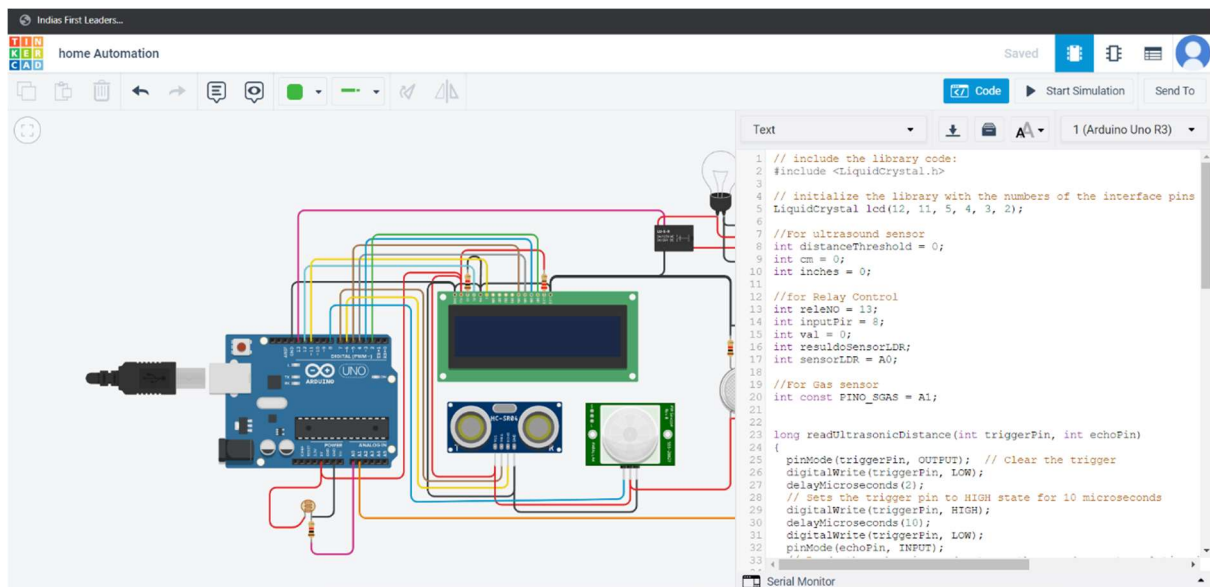 Indias First Leaders...
TIN
KER
CAD
home Automation
Saved
Code
Start Simulation
Send To
Text
1 (Arduino Uno R3)
1 // include the library code:
2 #include <LiquidCrystal.h>
3
4 // initialize the library with the numbers of the interface pins
5 LiquidCrystal lcd(12, 11, 5, 4, 3, 2);
6
7 //For ultrasound sensor
8 int distanceThreshold = 0;
9 int cm = 0;
10 int inches = 0;
11
12 //for Relay Control
13 int releNO = 13;
14 int inputPir = 8;
15 int val = 0;
16 int resuldoSensorLDR;
17 int sensorLDR = A0;
18
19 //For Gas sensor
20 int const PINO_SGAS = A1;
21
22
23 long readUltrasonicDistance(int triggerPin, int echoPin)
24 {
25 pinMode(triggerPin, OUTPUT); // Clear the trigger
26 digitalWrite(triggerPin, LOW);
27 delayMicroseconds(2);
28 // Sets the trigger pin to HIGH state for 10 microseconds
29 digitalWrite(triggerPin, HIGH);
30 delayMicroseconds(10);
31 digitalWrite(triggerPin, LOW);
32 pinMode(echoPin, INPUT);
33
Serial Monitor
DIGITAL (PWM~)
UNO
ARDUINO
POWER
ANALOG IN
HC-SR04